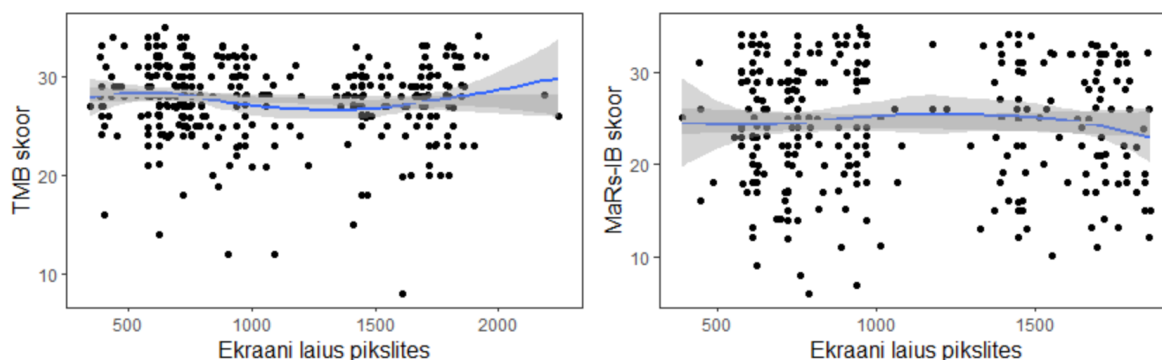 TMB skoor
30
20
10
500 1000 1500 2000
Ekraani laius pikslites
MaRs-IB skoor
30
20
10
500 1000 1500
Ekraani laius pikslites